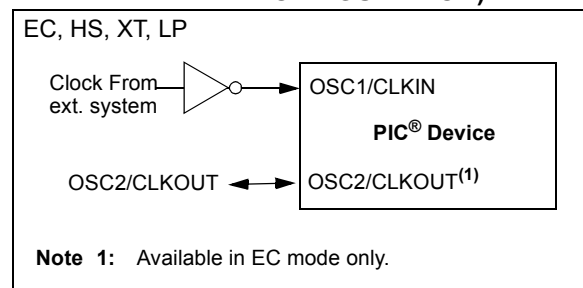 EC, HS, XT, LP
Clock From
ext. system
OSC1/CLKIN
PIC® Device
OSC2/CLKOUT
OSC2/CLKOUT(1)
Note 1: Available in EC mode only.